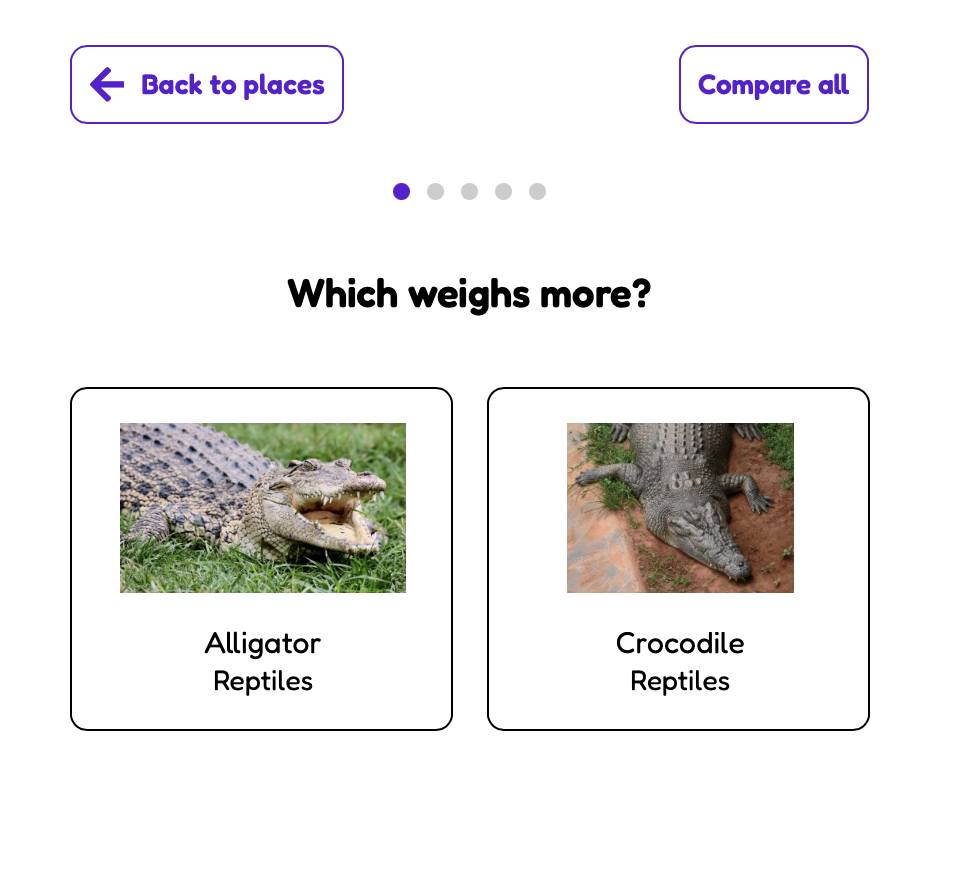 Back to places
Compare all
Which weighs more?
Alligator
Reptiles
Crocodile
Reptiles